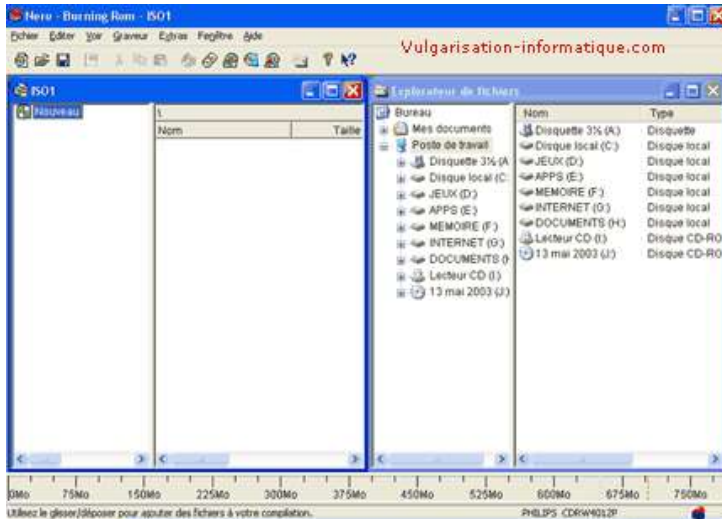 Nero - Burning Rom - ISO1
Fichier Editer Voir Graveur Extras Fenêtre Aide
Vulgarisation-informatique.com
ISO1
Nouveau
\
Nom Taille
Explorateur de fichiers
Bureau
Mes documents
Poste de travail
Disquette 3½ (A
Disque local (C:
JEUX (D:)
APPS (E:)
MEMOIRE (F:)
INTERNET (G:)
DOCUMENTS (H
Lecteur CD (I:)
13 mai 2003 (J:)
Nom Type
Disquette 3½ (A:) Disquette
Disque local (C:) Disque local
JEUX (D:) Disque local
APPS (E:) Disque local
MEMOIRE (F:) Disque local
INTERNET (G:) Disque local
DOCUMENTS (H:) Disque local
Lecteur CD (I:) Disque CD-RO
13 mai 2003 (J:) Disque CD-RO
0Mo 75Mo 150Mo 225Mo 300Mo 375Mo 450Mo 525Mo 600Mo 675Mo 750Mo
Utilisez le glisser/déposer pour ajouter des fichiers à votre compilation. PHILIPS CDRW4012P